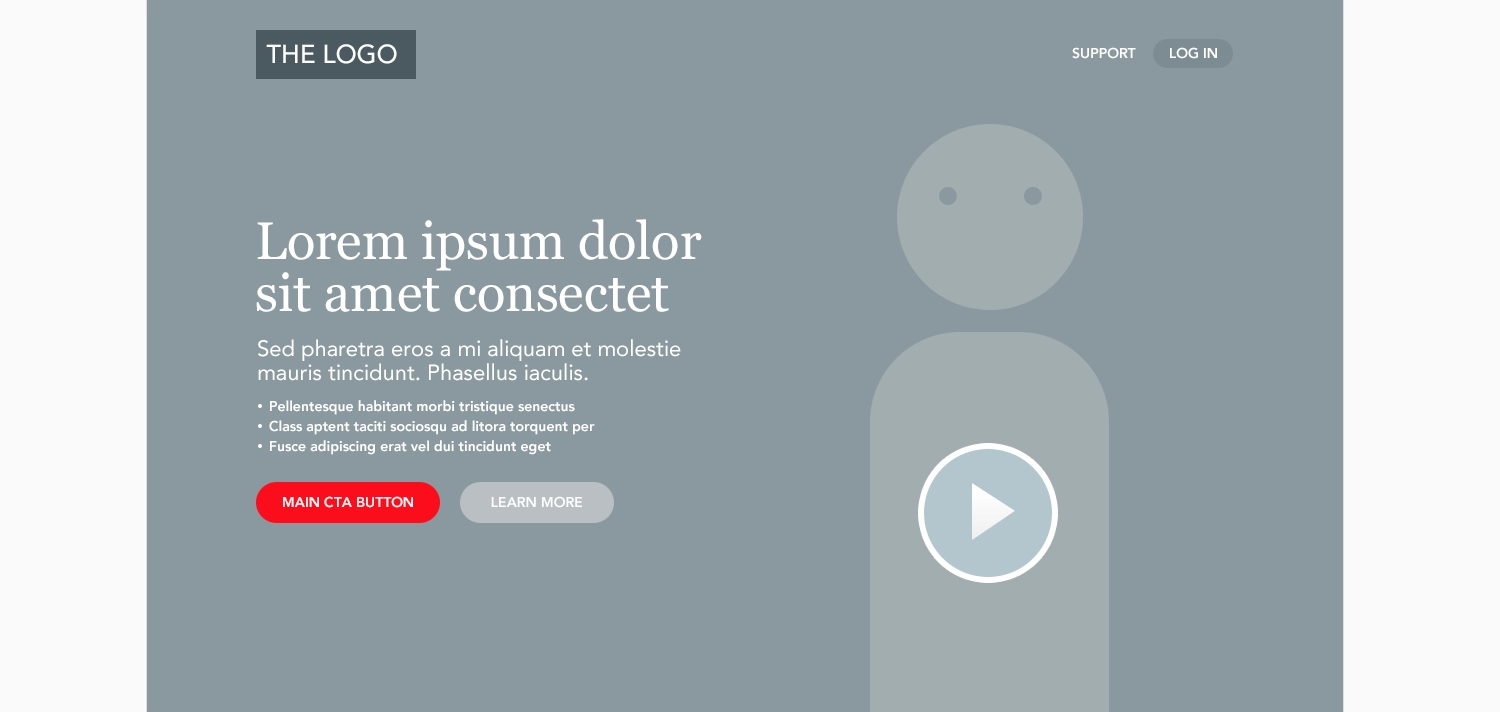 THE LOGO
SUPPORT
LOG IN
Lorem ipsum dolor
sit amet consectet
Sed pharetra eros a mi aliquam et molestie
mauris tincidunt. Phasellus iaculis.
• Pellentesque habitant morbi tristique senectus
• Class aptent taciti sociosqu ad litora torquent per
• Fusce adipiscing erat vel dui tincidunt eget
MAIN CTA BUTTON
LEARN MORE